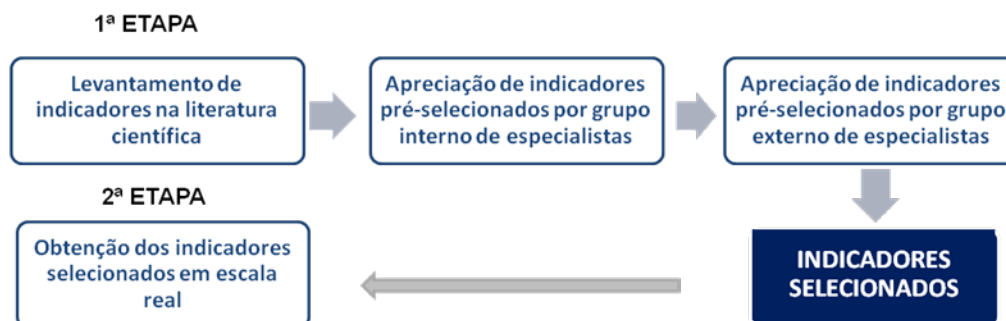 1ª ETAPA
Levantamento de
indicadores na literatura
científica
Apreciação de indicadores
pré-selecionados por grupo
interno de especialistas
Apreciação de indicadores
pré-selecionados por grupo
externo de especialistas
2ª ETAPA
Obtenção dos indicadores
selecionados em escala
real
INDICADORES
SELECIONADOS